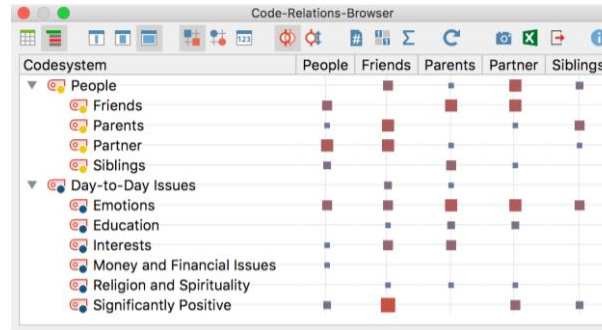 Code-Relations-Browser
123
Codesystem People Friends Parents Partner Siblings
People
Friends
Parents
Partner
Siblings
Day-to-Day Issues
Emotions
Education
Interests
Money and Financial Issues
Religion and Spirituality
Significantly Positive